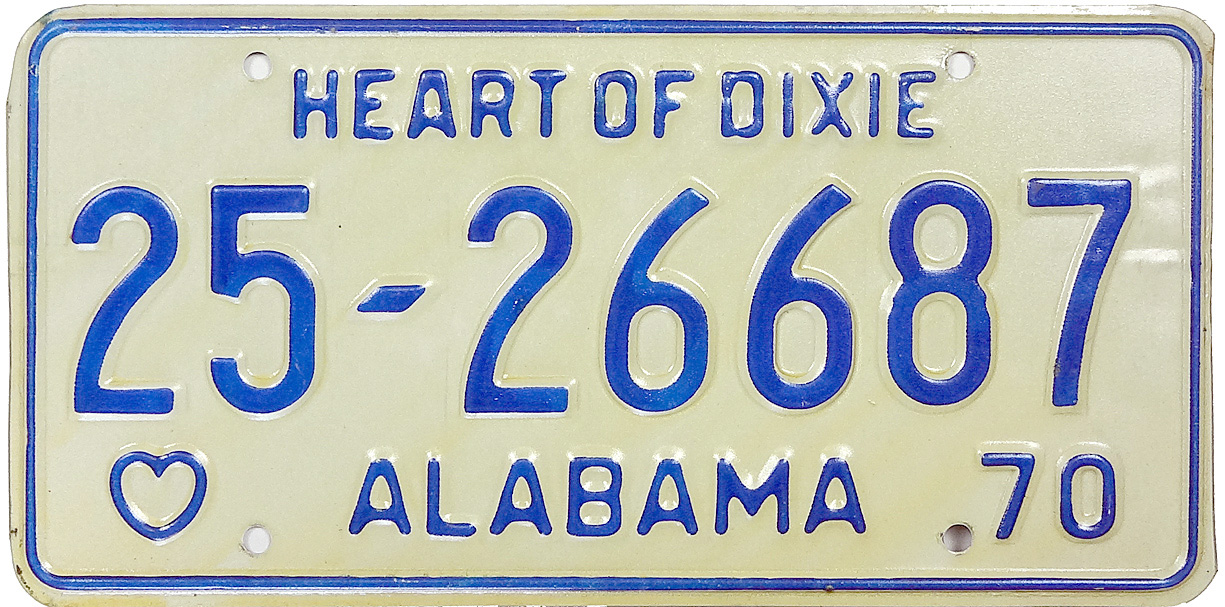 HEART OF DIXIE
25-26687
ALABAMA 70